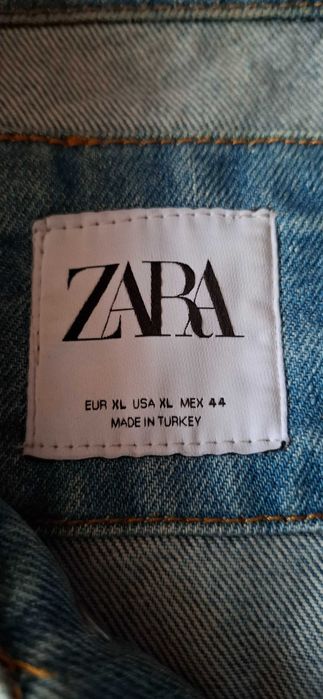 ZARA
EUR XL USA XL MEX 44
MADE IN TURKEY